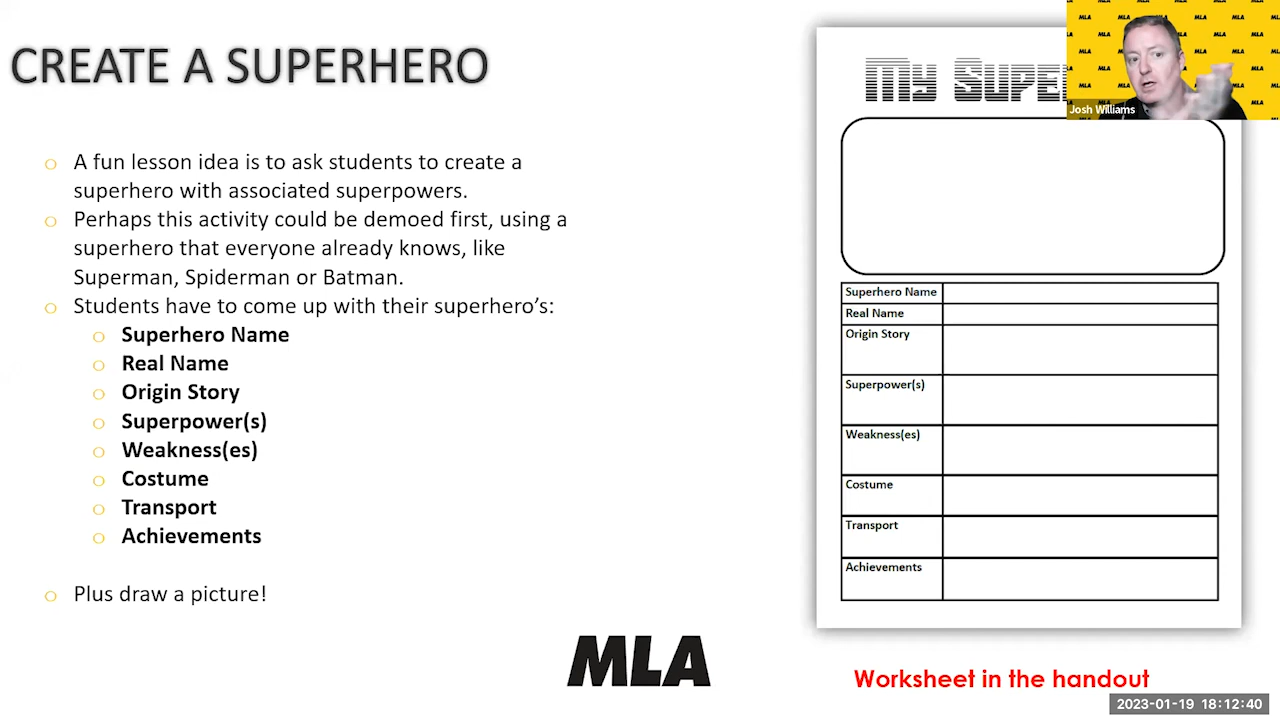 CREATE A SUPERHERO
A fun lesson idea is to ask students to create a
superhero with associated superpowers.
Perhaps this activity could be demoed first, using a
superhero that everyone already knows, like
Superman, Spiderman or Batman.
Students have to come up with their superhero’s:
Superhero Name
Real Name
Origin Story
Superpower(s)
Weakness(es)
Costume
Transport
Achievements
Plus draw a picture!
MLA
My Supe
Superhero Name
Real Name
Origin Story
Superpower(s)
Weakness(es)
Costume
Transport
Achievements
Worksheet in the handout
Josh Williams
2023-01-19 18:12:40